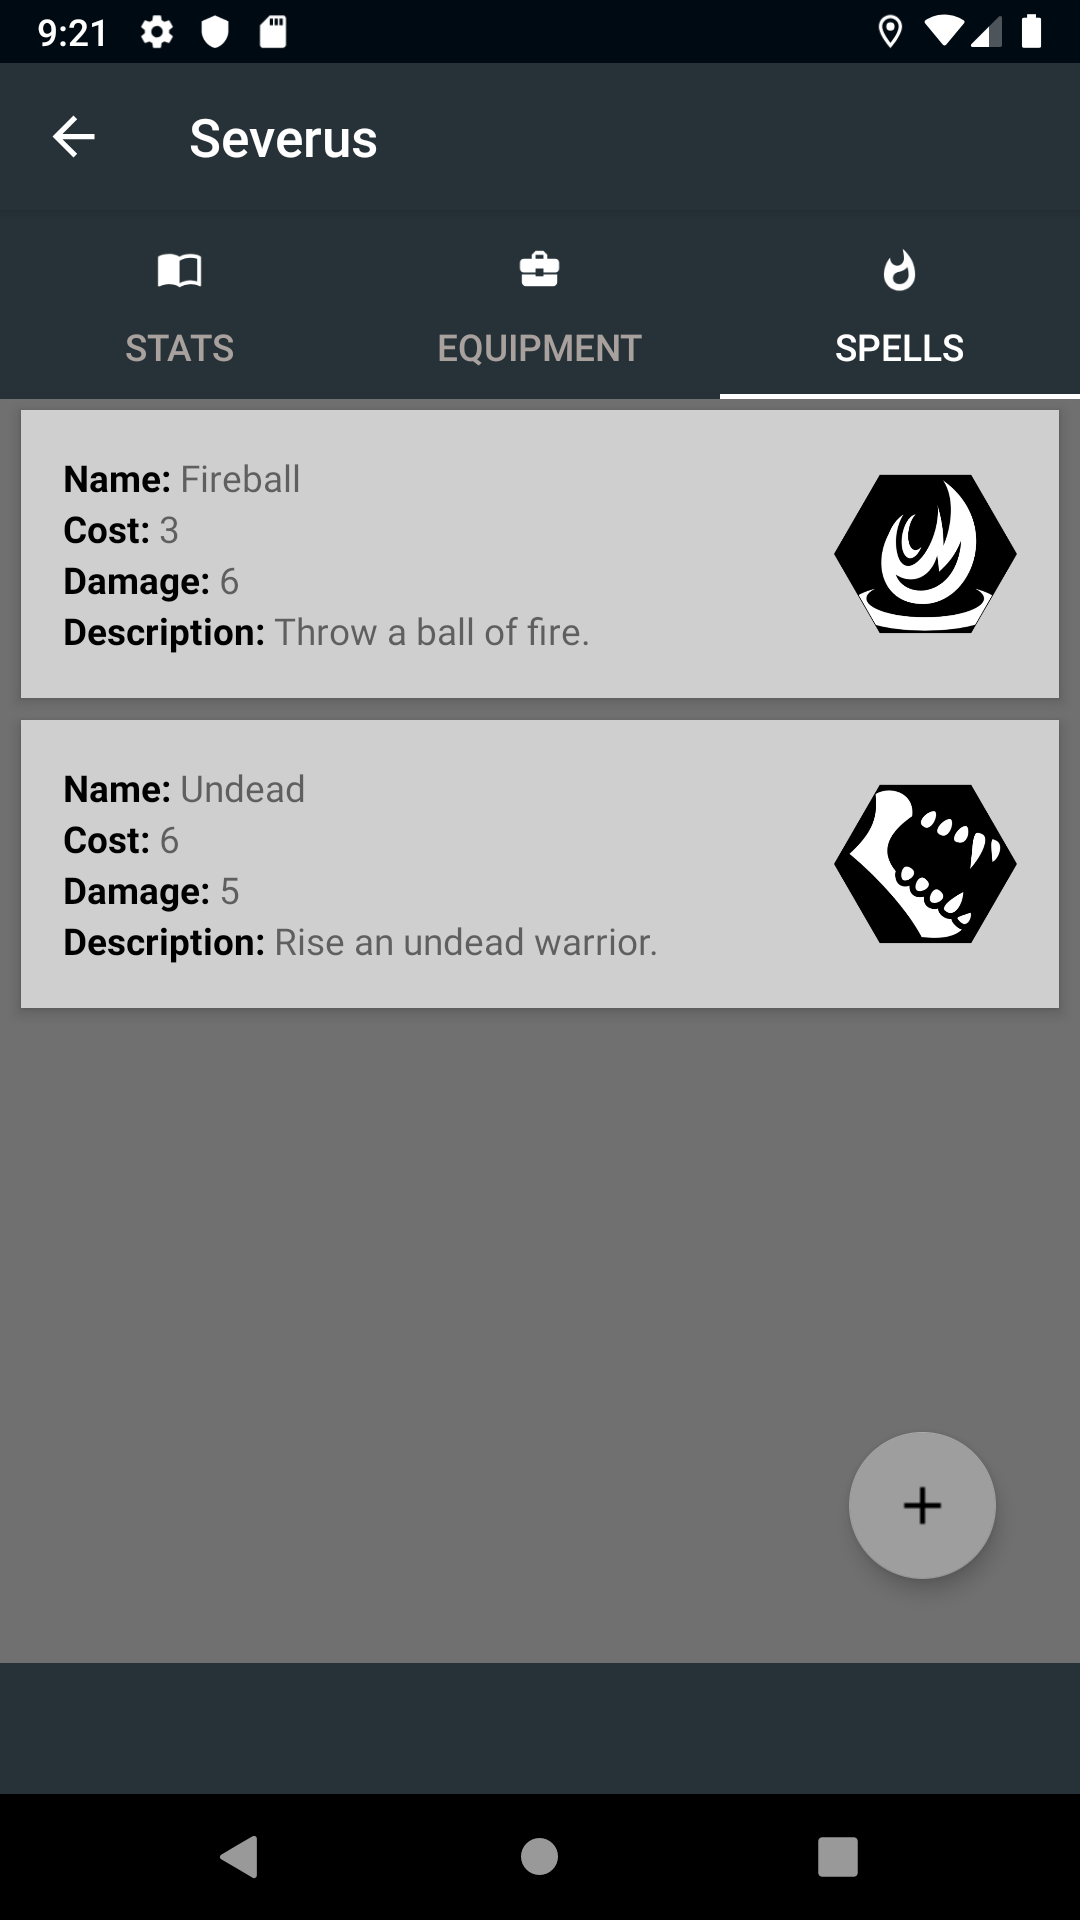 9:21
Severus
STATS
EQUIPMENT
SPELLS
Name: Fireball
Cost: 3
Damage: 6
Description: Throw a ball of fire.
Name: Undead
Cost: 6
Damage: 5
Description: Rise an undead warrior.